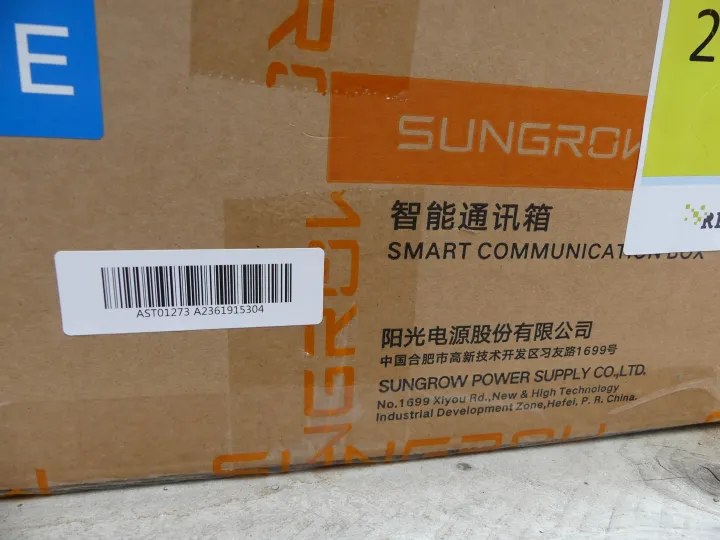 E
2
SUNGROW
智能通讯箱
SMART COMMUNICATION BOX
AST01273 A2361915304
阳光电源股份有限公司
中国合肥市高新技术开发区习友路1699号
SUNGROW POWER SUPPLY CO.,LTD.
No.1699 Xiyou Rd.,New & High Technology
Industrial Development Zone,Hefei, P. R. China.
SUNGROW
SUNGROW